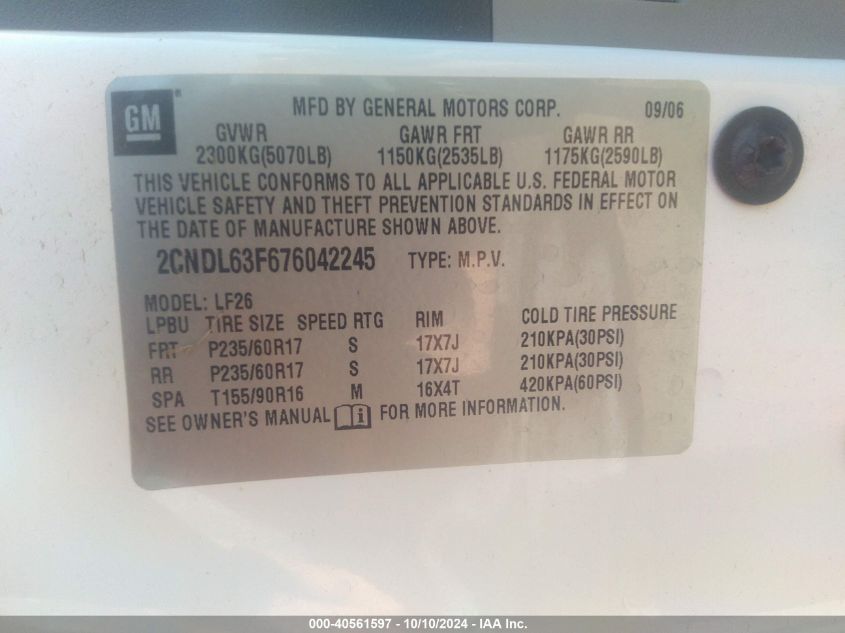 GM ®
MFD BY GENERAL MOTORS CORP. 09/06
GVWR GAWR FRT GAWR RR
2300KG(5070LB) 1150KG(2535LB) 1175KG(2590LB)
THIS VEHICLE CONFORMS TO ALL APPLICABLE U.S. FEDERAL MOTOR
VEHICLE SAFETY AND THEFT PREVENTION STANDARDS IN EFFECT ON
THE DATE OF MANUFACTURE SHOWN ABOVE.
2CNDL63F676042245 TYPE: M.P.V.
MODEL: LF26
LPBU TIRE SIZE SPEED RTG RIM COLD TIRE PRESSURE
FRT P235/60R17 S 17X7J 210KPA(30PSI)
RR P235/60R17 S 17X7J 210KPA(30PSI)
SPA T155/90R16 M 16X4T 420KPA(60PSI)
SEE OWNER'S MANUAL FOR MORE INFORMATION.
000-40561597 - 10/10/2024 - IAA Inc.